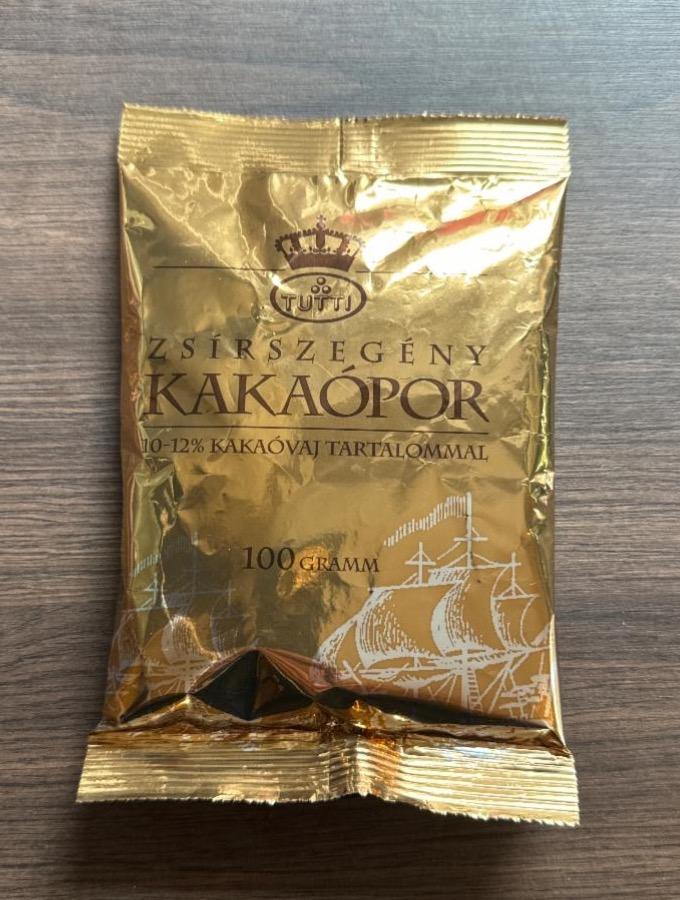 TUTTI
ZSÍRSZEGÉNY
KAKAÓPOR
10-12% KAKAÓVAJ TARTALOMMAL
100 GRAMM